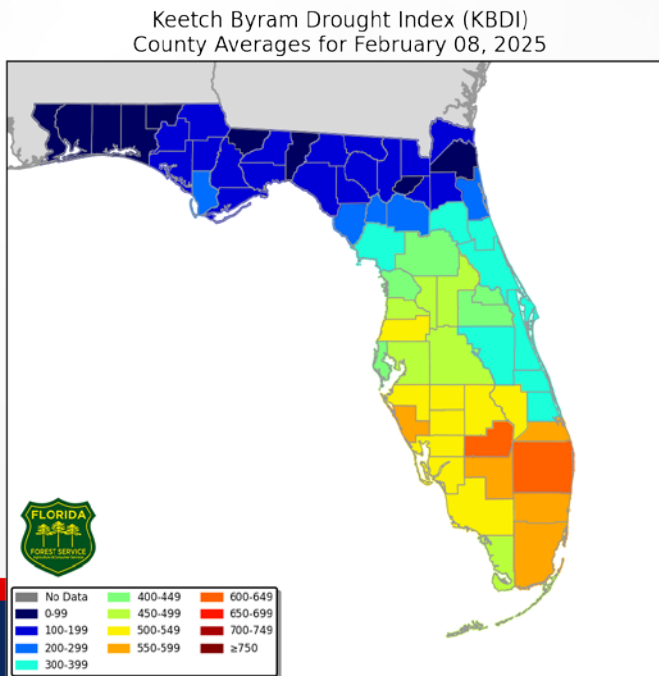 Keetch Byram Drought Index (KBDI)
County Averages for February 08, 2025
FLORIDA
FOREST SERVICE
No Data
0-99
100-199
200-299
300-399
400-449
450-499
500-549
550-599
600-649
650-699
700-749
≥750